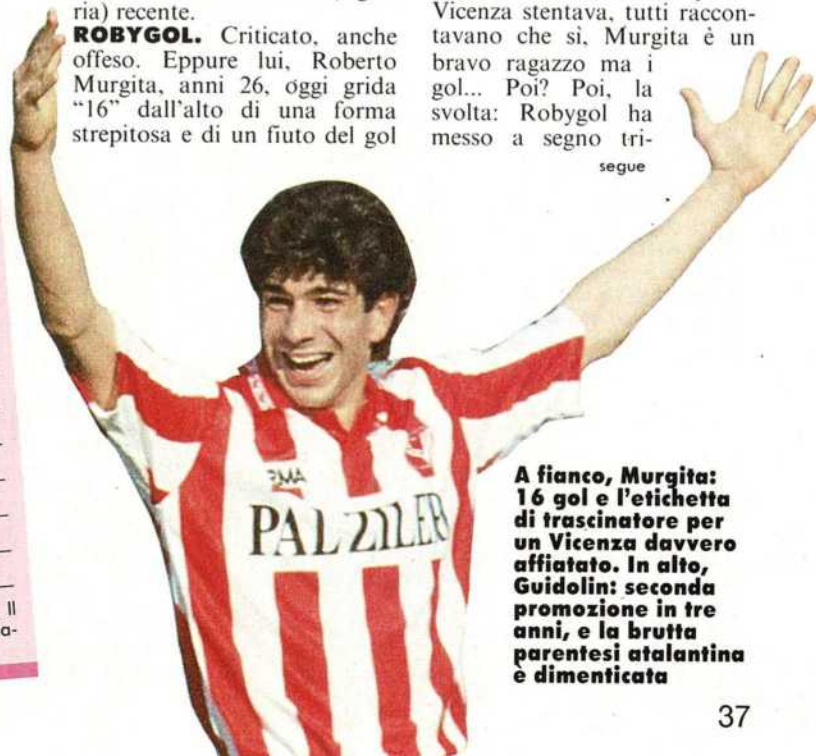 ria) recente.
ROBYGOL. Criticato, anche
offeso. Eppure lui, Roberto
Murgita, anni 26, oggi grida
“16” dall'alto di una forma
strepitosa e di un fiuto del gol
Vicenza stentava, tutti raccon-
tavano che sì, Murgita è un
bravo ragazzo ma i
gol... Poi? Poi, la
svolta: Robygol ha
messo a segno tri-
segue
PAL ZILER
A fianco, Murgita:
16 gol e l'etichetta
di trascinatore per
un Vicenza davvero
affiatato. In alto,
Guidolin: seconda
promozione in tre
anni, e la brutta
parentesi atalantina
è dimenticata
Il
a-
37